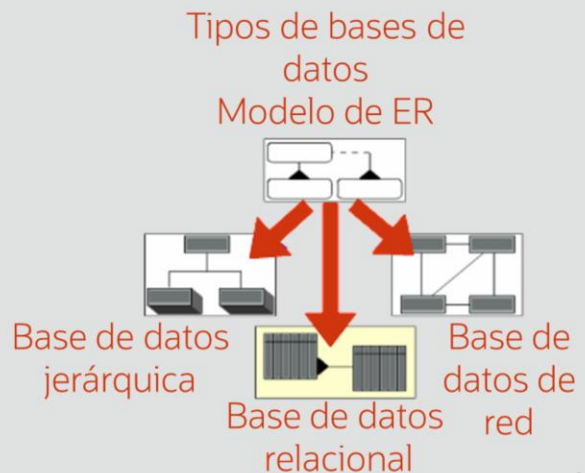 Tipos de bases de
datos
Modelo de ER
Base de datos
jerárquica
Base de datos
relacional
Base de
datos de
red